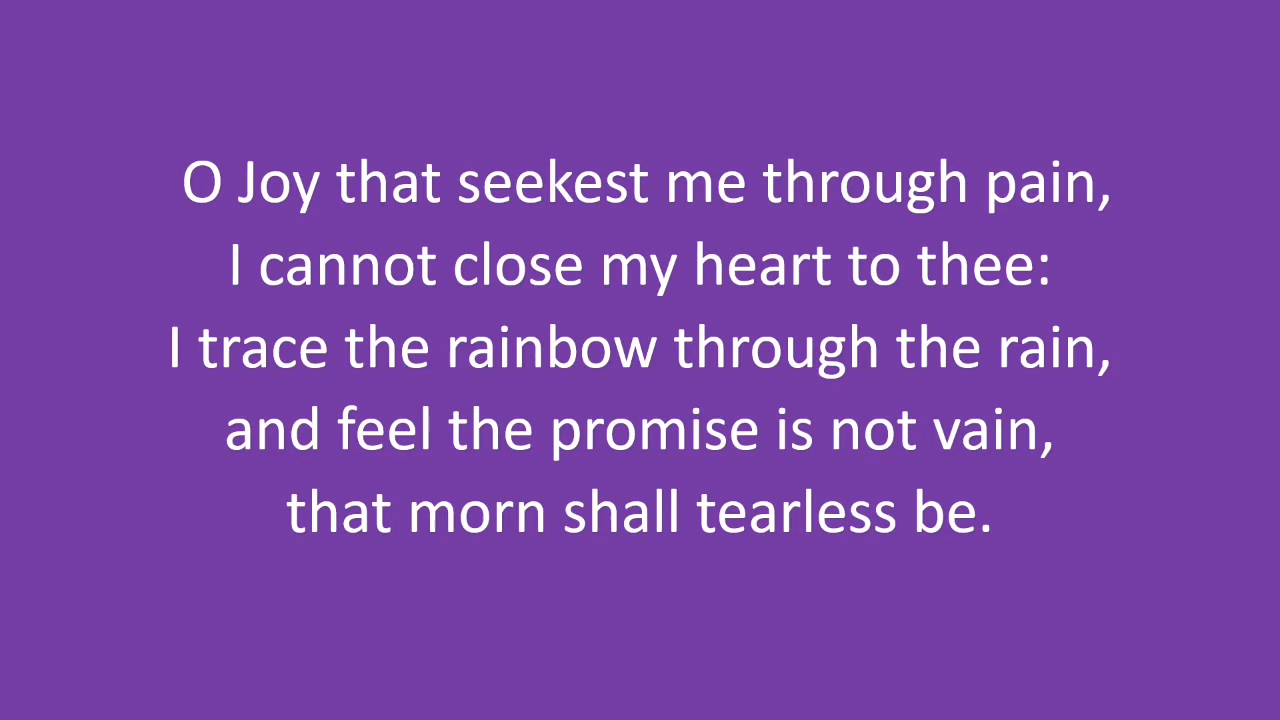 O Joy that seekest me through pain,
I cannot close my heart to thee:
I trace the rainbow through the rain,
and feel the promise is not vain,
that morn shall tearless be.